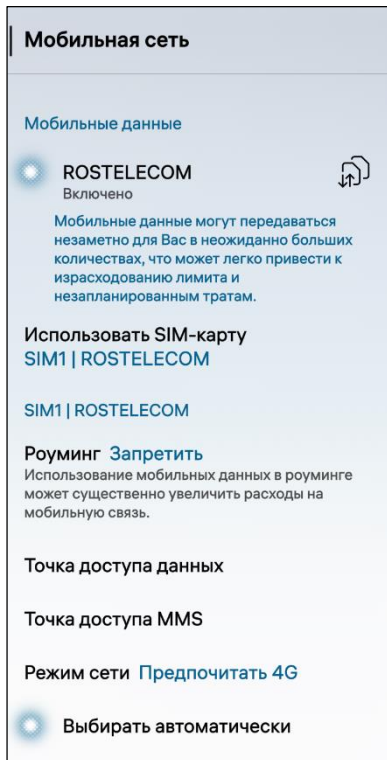 Мобильная сеть
Мобильные данные
ROSTELECOM
Включено
Мобильные данные могут передаваться
незаметно для Вас в неожиданно больших
количествах, что может легко привести к
израсходованию лимита и
незапланированным тратам.
Использовать SIM-карту
SIM1 | ROSTELECOM
SIM1 | ROSTELECOM
Роуминг Запретить
Использование мобильных данных в роуминге
может существенно увеличить расходы на
мобильную связь.
Точка доступа данных
Точка доступа MMS
Режим сети Предпочитать 4G
Выбирать автоматически